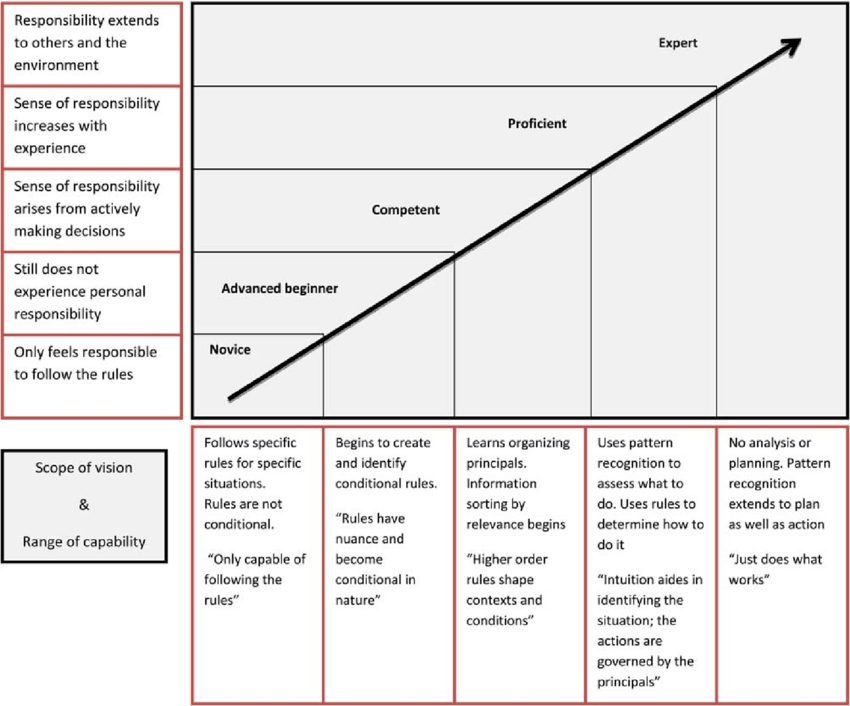 Responsibility extends
to others and the
environment
Sense of responsibility
increases with
experience
Sense of responsibility
arises from actively
making decisions
Still does not
experience personal
responsibility
Only feels responsible
to follow the rules
Expert
Proficient
Competent
Advanced beginner
Novice
Scope of vision
&
Range of capability
Follows specific
rules for specific
situations.
Rules are not
conditional.
“Only capable of
following the
rules”
Begins to create
and identify
conditional rules.
“Rules have
nuance and
become
conditional in
nature”
Learns organizing
principals.
Information
sorting by
relevance begins
“Higher order
rules shape
contexts and
conditions”
Uses pattern
recognition to
assess what to
do. Uses rules to
determine how to
do it
“Intuition aides in
identifying the
situation; the
actions are
governed by the
principals”
No analysis or
planning. Pattern
recognition
extends to plan
as well as action
“Just does what
works”